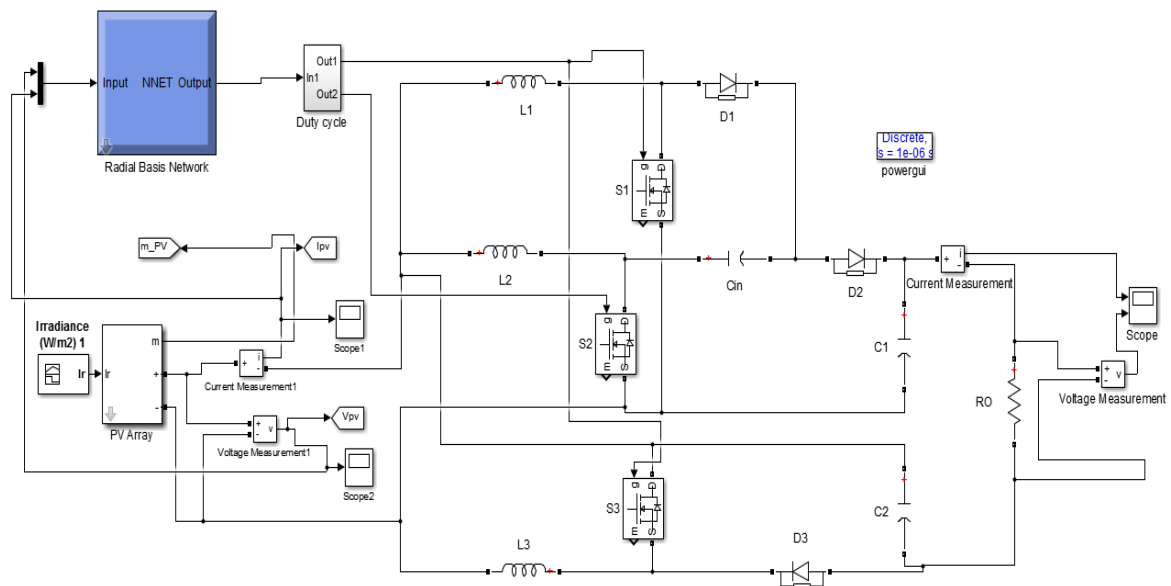 Input NNET Output
Radial Basis Network
In1
Out1
Out2
Duty cycle
L1
D1
Discrete,
s = 1e-06 s
powergui
S1
g
D
m
S
m_PV
Ipv
L2
Cin
D2
i
+
-
Current Measurement
Scope
Irradiance
(W/m2) 1
Ir
Ir
m
+
-
PV Array
Scope1
i
+
-
Current Measurement1
S2
g
D
m
S
C1
R0
+
-
v
Voltage Measurement
Vpv
+
-
v
Voltage Measurement1
Scope2
S3
g
D
m
S
C2
L3
D3